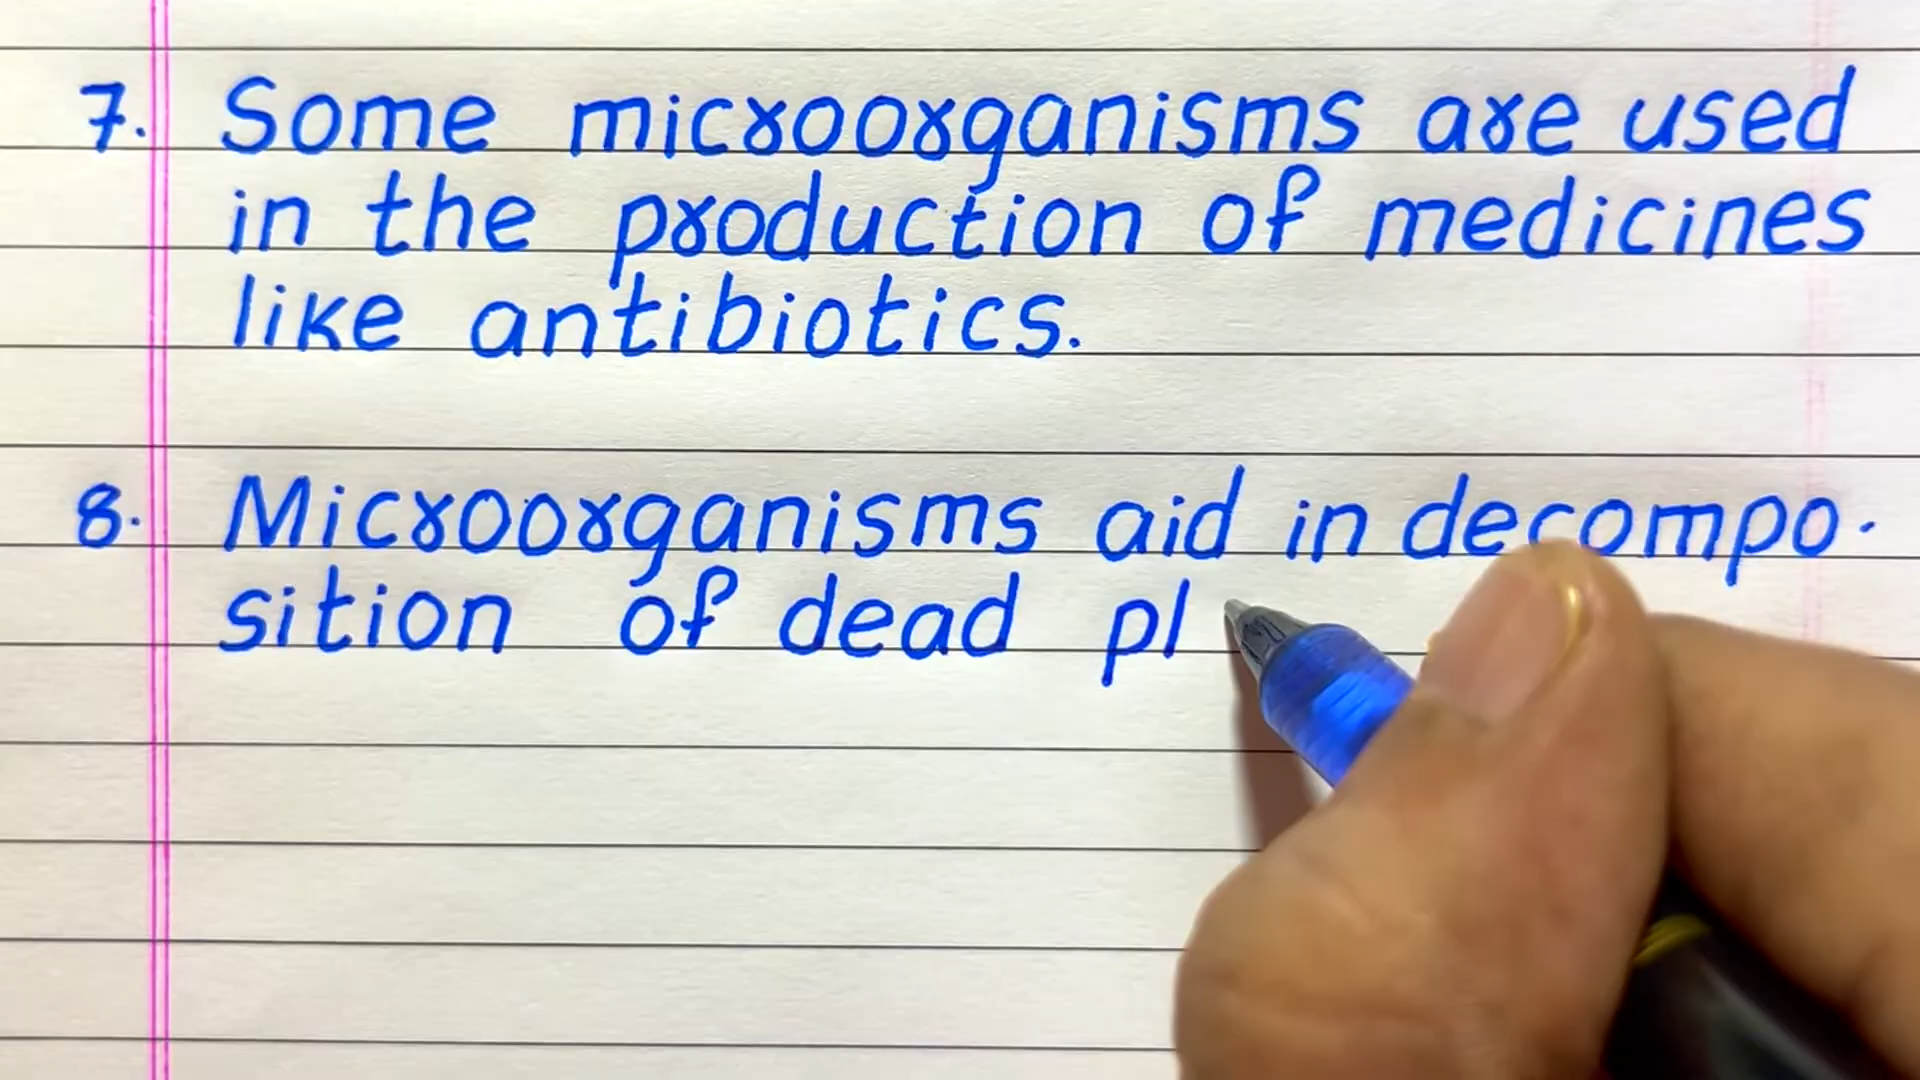 7. Some microorganisms are used
in the production of medicines
like antibiotics.
8. Microorganisms aid in decompo-
sition of dead pl